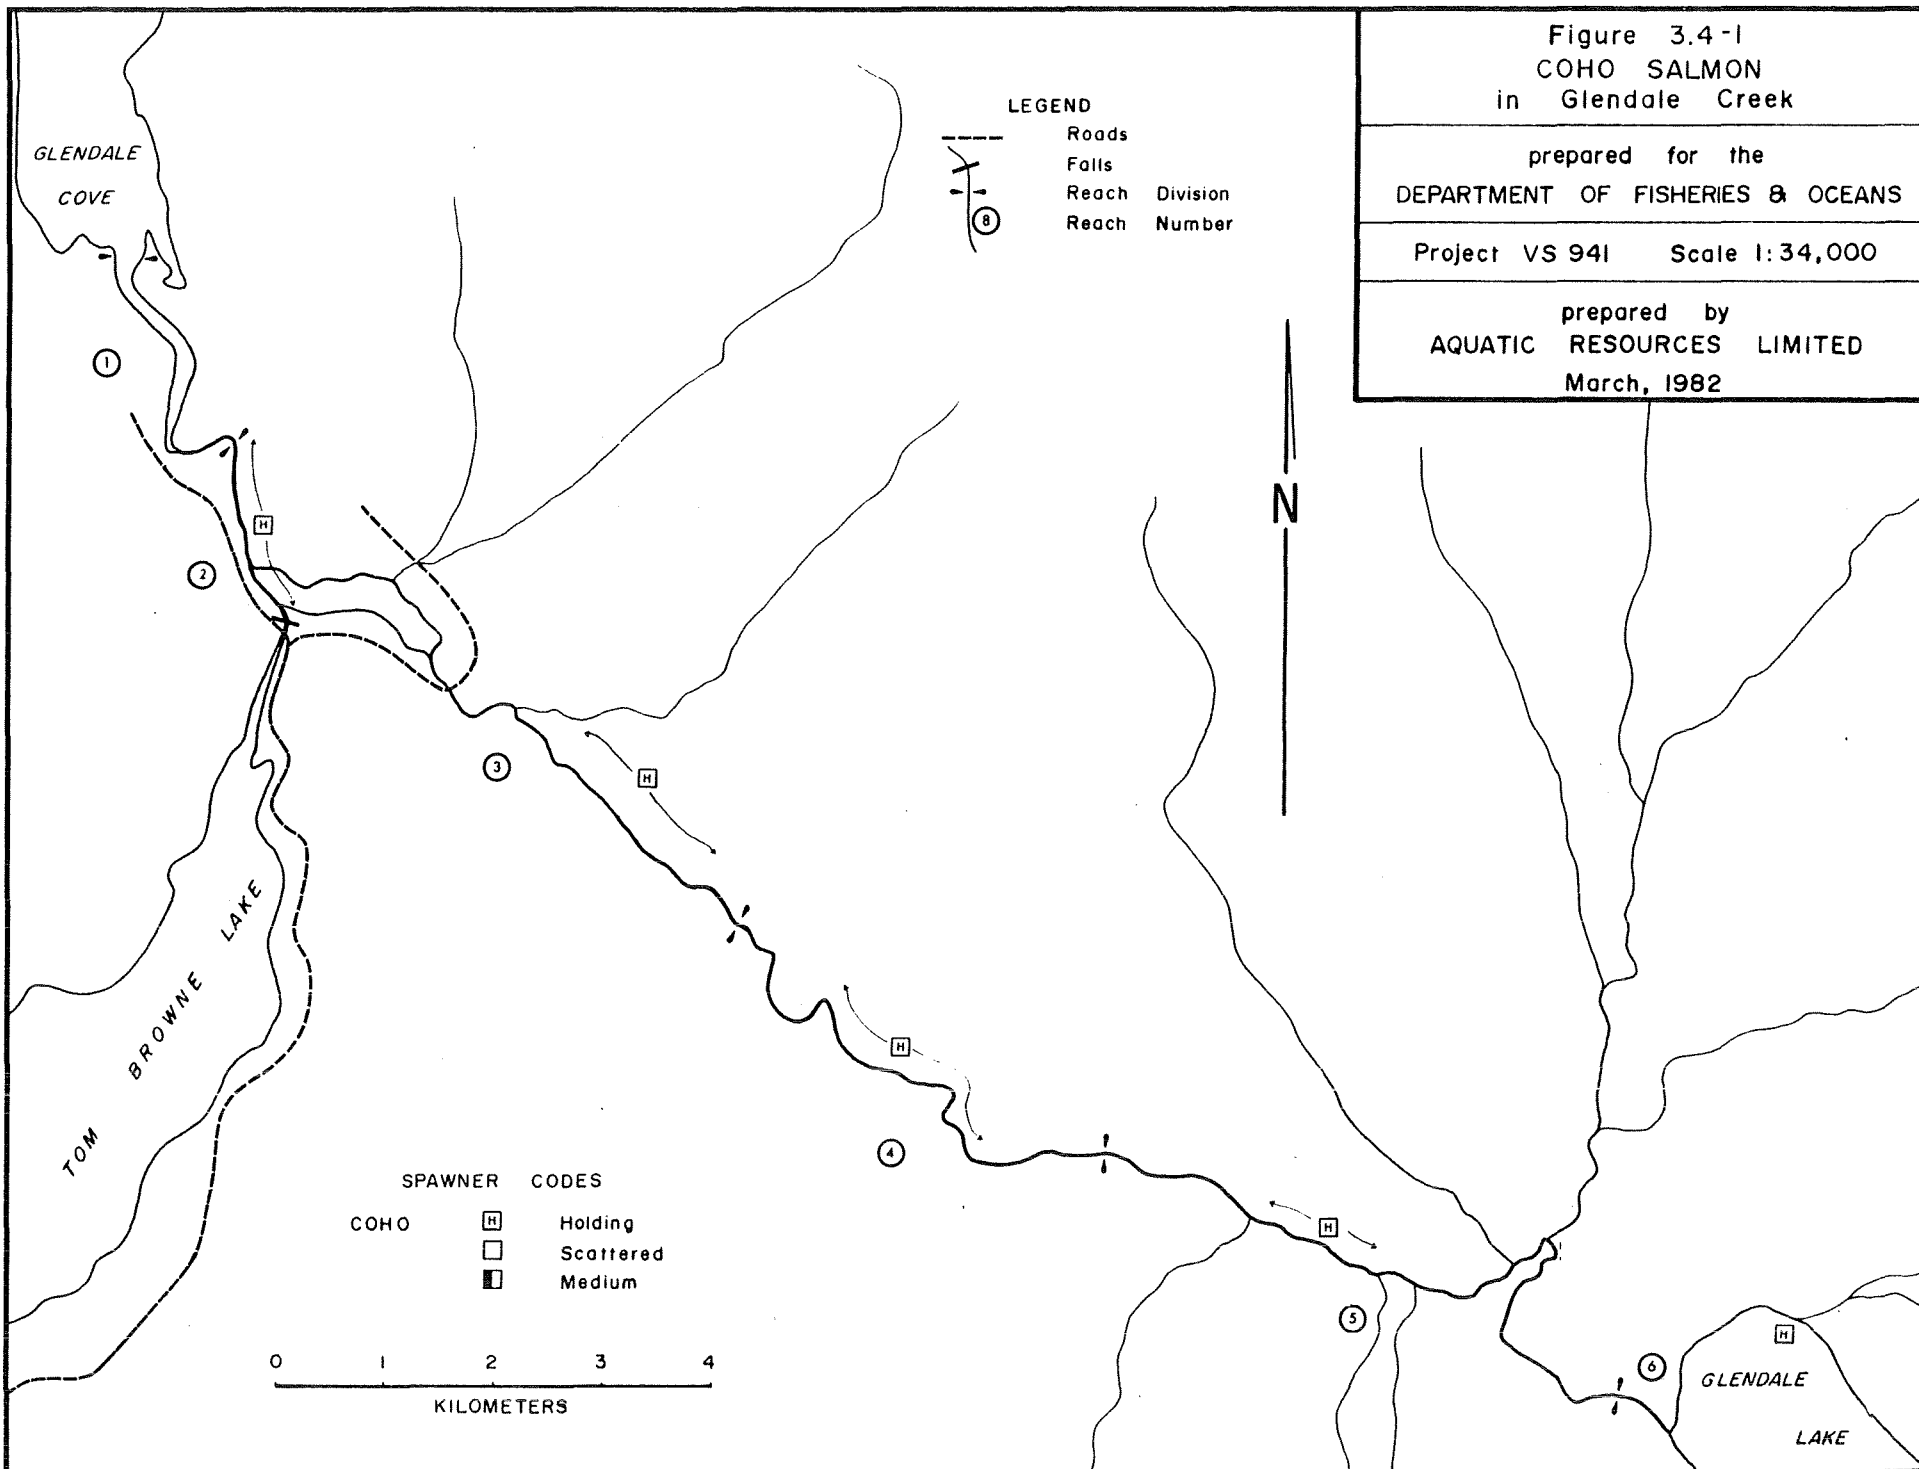 Figure 3.4-1
COHO SALMON
in Glendale Creek
prepared for the
DEPARTMENT OF FISHERIES & OCEANS
Project VS 941 Scale 1:34,000
prepared by
AQUATIC RESOURCES LIMITED
March, 1982
LEGEND
Roads
Falls
Reach Division
Reach Number
8
GLENDALE
COVE
1
H
2
N
3
H
TOM BROWNE LAKE
H
4
H
5
6
H
GLENDALE
LAKE
SPAWNER CODES
COHO H Holding
Scattered
Medium
0 1 2 3 4
KILOMETERS